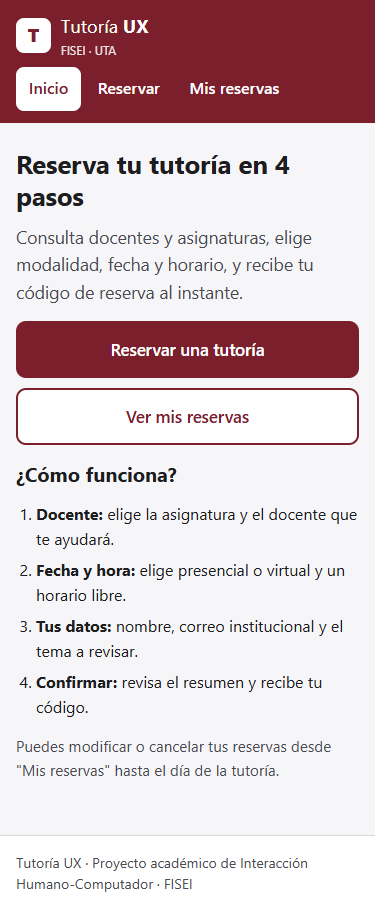 T
Tutoría UX
FISEI · UTA
Inicio
Reservar
Mis reservas
Reserva tu tutoría en 4
pasos
Consulta docentes y asignaturas, elige
modalidad, fecha y horario, y recibe tu
código de reserva al instante.
Reservar una tutoría
Ver mis reservas
¿Cómo funciona?
1. Docente: elige la asignatura y el docente que
te ayudará.
2. Fecha y hora: elige presencial o virtual y un
horario libre.
3. Tus datos: nombre, correo institucional y el
tema a revisar.
4. Confirmar: revisa el resumen y recibe tu
código.
Puedes modificar o cancelar tus reservas desde
"Mis reservas" hasta el día de la tutoría.
Tutoría UX · Proyecto académico de Interacción
Humano-Computador · FISEI